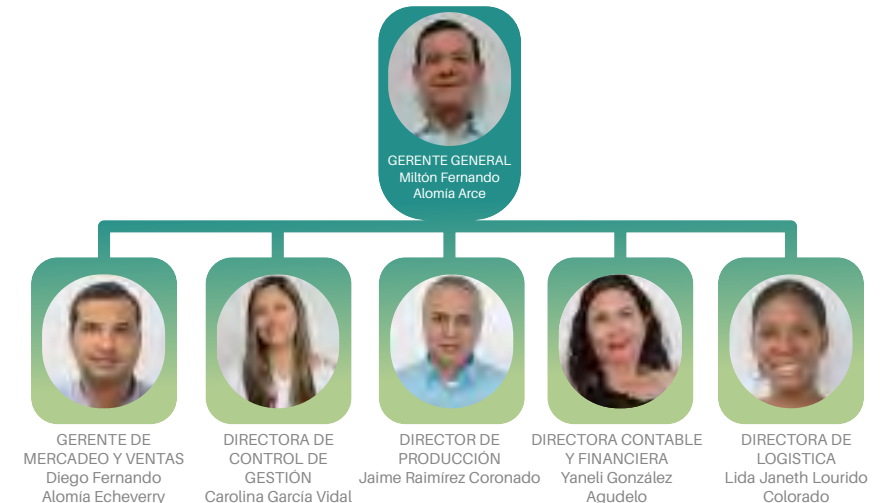 GERENTE GENERAL
Miltón Fernando
Alomía Arce
GERENTE DE
MERCADEO Y VENTAS
Diego Fernando
Alomía Echeverry
DIRECTORA DE
CONTROL DE
GESTIÓN
Carolina García Vidal
DIRECTOR DE
PRODUCCIÓN
Jaime Raimírez Coronado
DIRECTORA CONTABLE
Y FINANCIERA
Yaneli González
Agudelo
DIRECTORA DE
LOGISTICA
Lida Janeth Lourido
Colorado